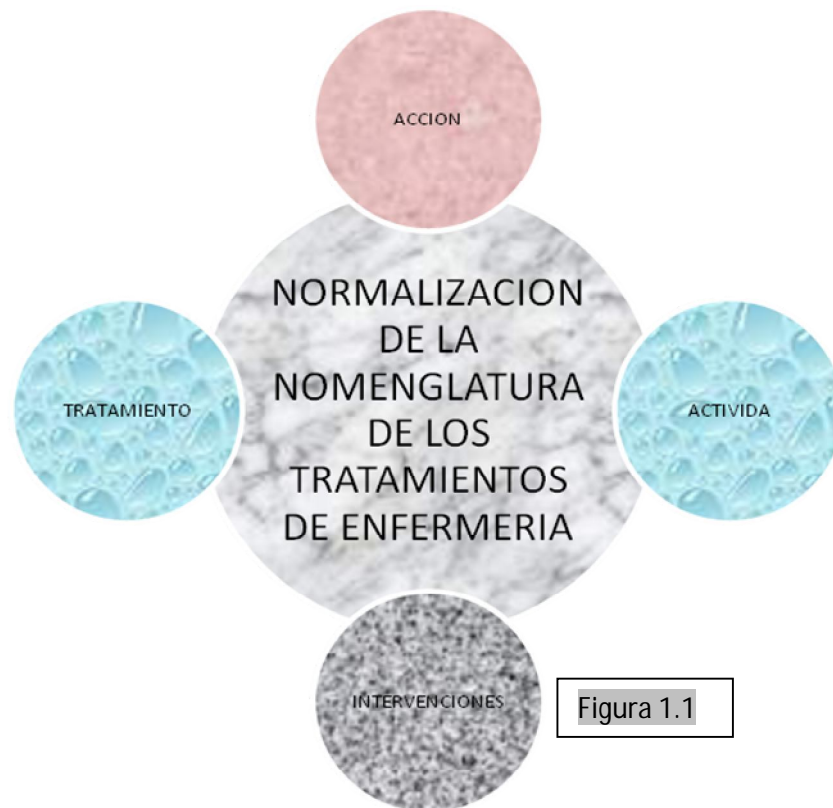 ACCION
NORMALIZACION
DE LA
NOMENGLATURA
DE LOS
TRATAMIENTOS
DE ENFERMERIA
TRATAMIENTO
ACTIVIDA
INTERVENCIONES
Figura 1.1